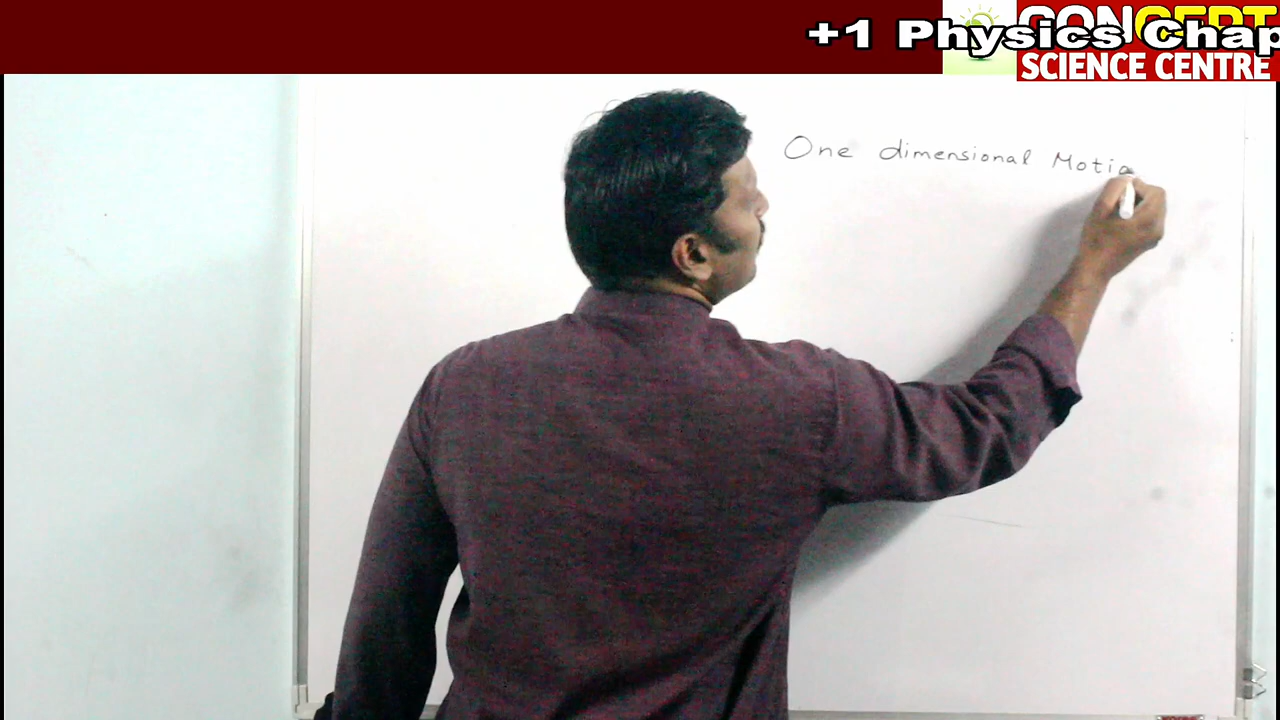 CONCEPT
+1 Physics Chap
SCIENCE CENTRE
One dimensional Motio